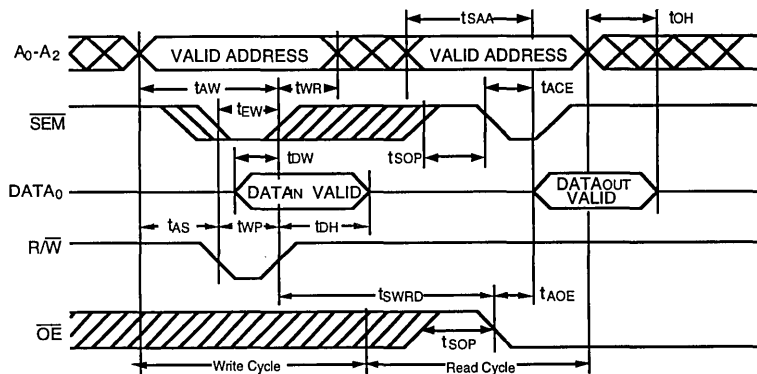 tSAA
tOH
A0-A2
VALID ADDRESS
VALID ADDRESS
tAW
tWR
tACE
tEW
SEM
tDW
tSOP
DATA0
DATAIN VALID
DATAOUT
VALID
tAS
tWP
tDH
R/W
tSWRD
tAOE
OE
tSOP
Write Cycle
Read Cycle